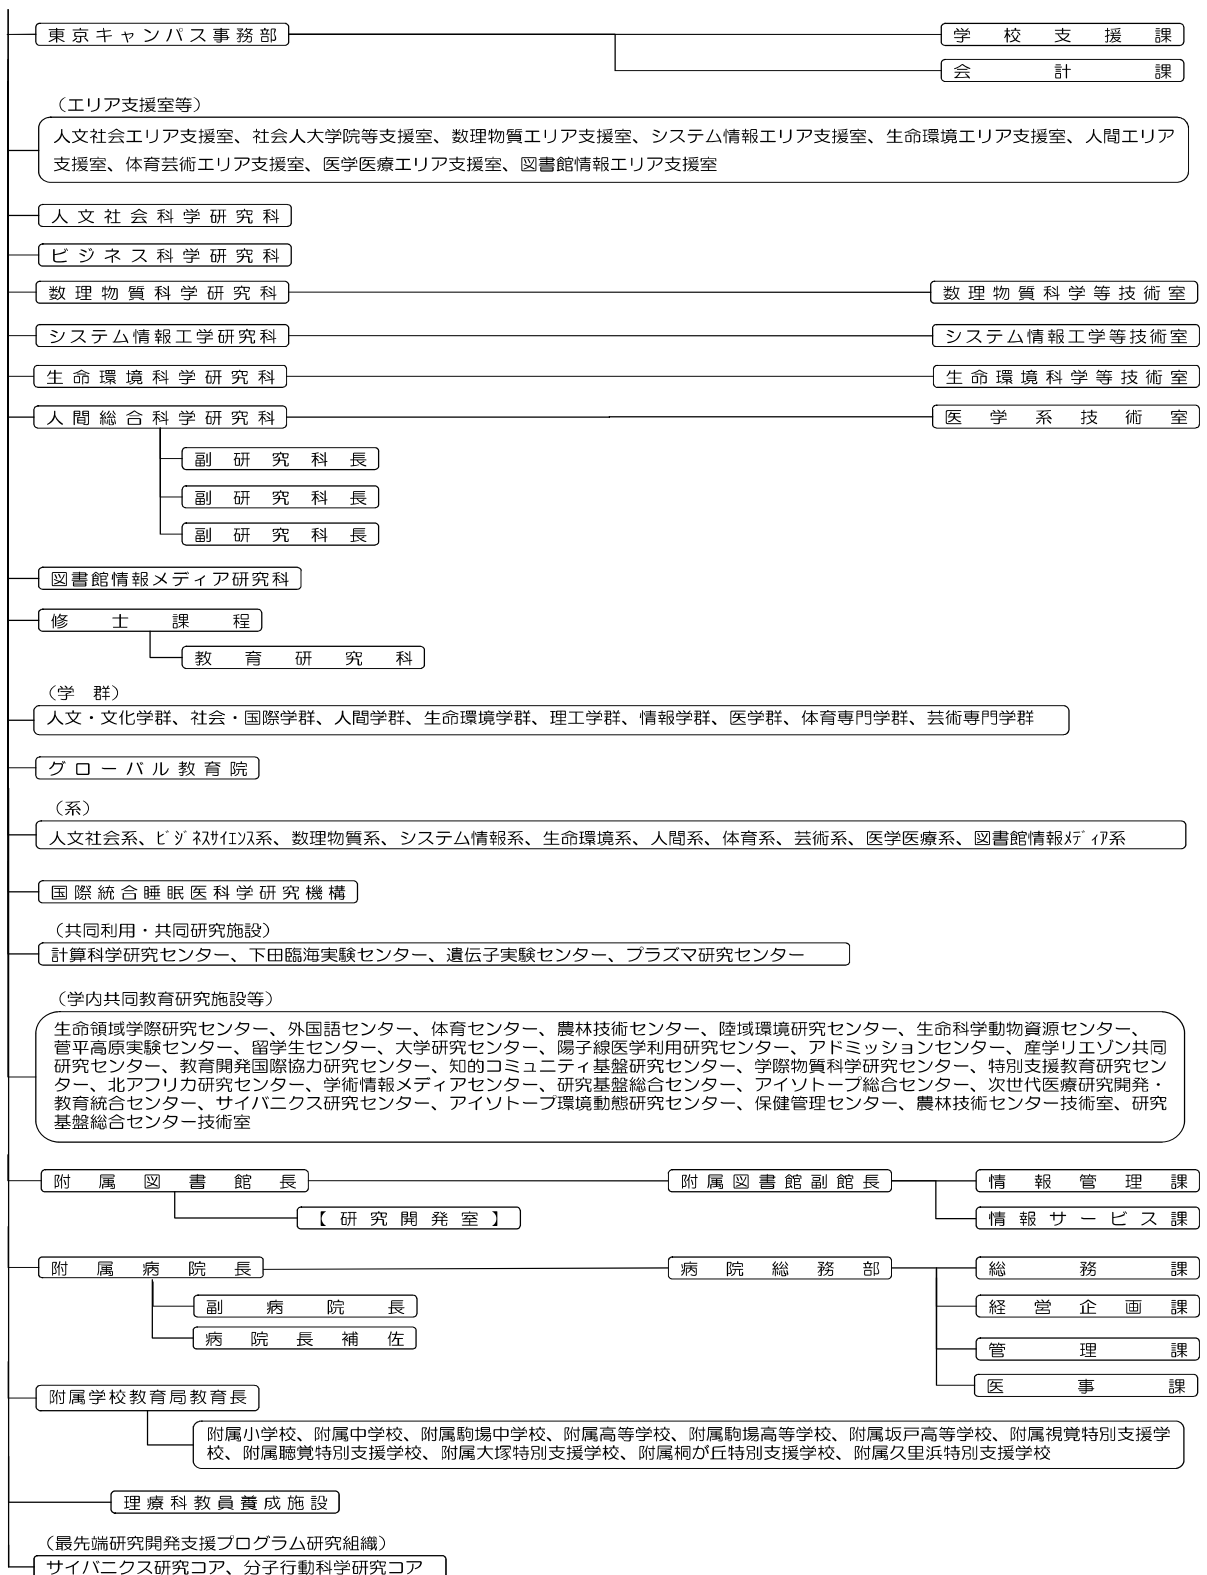 東京キャンパス事務部
学校支援課
会計課
（エリア支援室等）
人文社会エリア支援室、社会人大学院等支援室、数理物質エリア支援室、システム情報エリア支援室、生命環境エリア支援室、人間エリア
支援室、体育芸術エリア支援室、医学医療エリア支援室、図書館情報エリア支援室
人文社会科学研究科
ビジネス科学研究科
数理物質科学研究科
数理物質科学等技術室
システム情報工学研究科
システム情報工学等技術室
生命環境科学研究科
生命環境科学等技術室
人間総合科学研究科
医学系技術室
副研究科長
副研究科長
副研究科長
図書館情報メディア研究科
修士課程
教育研究科
（学　群）
人文・文化学群、社会・国際学群、人間学群、生命環境学群、理工学群、情報学群、医学群、体育専門学群、芸術専門学群
グローバル教育院
（系）
人文社会系、ﾋﾞｼﾞﾈｽｻｲｴﾝｽ系、数理物質系、システム情報系、生命環境系、人間系、体育系、芸術系、医学医療系、図書館情報ﾒﾃﾞｨｱ系
国際統合睡眠医科学研究機構
（共同利用・共同研究施設）
計算科学研究センター、下田臨海実験センター、遺伝子実験センター、プラズマ研究センター
（学内共同教育研究施設等）
生命領域学際研究センター、外国語センター、体育センター、農林技術センター、陸域環境研究センター、生命科学動物資源センター、
菅平高原実験センター、留学生センター、大学研究センター、陽子線医学利用研究センター、アドミッションセンター、産学リエゾン共同
研究センター、教育開発国際協力研究センター、知的コミュニティ基盤研究センター、学際物質科学研究センター、特別支援教育研究セン
ター、北アフリカ研究センター、学術情報メディアセンター、研究基盤総合センター、アイソトープ総合センター、次世代医療研究開発・
教育統合センター、サイバニクス研究センター、アイソトープ環境動態研究センター、保健管理センター、農林技術センター技術室、研究
基盤総合センター技術室
附属図書館長
附属図書館副館長
情報管理課
【研究開発室】
情報サービス課
附属病院長
病院総務部
総務課
副病院長
経営企画課
病院長補佐
管理課
医事課
附属学校教育局教育長
附属小学校、附属中学校、附属駒場中学校、附属高等学校、附属駒場高等学校、附属坂戸高等学校、附属視覚特別支援学
校、附属聴覚特別支援学校、附属大塚特別支援学校、附属桐が丘特別支援学校、附属久里浜特別支援学校
理療科教員養成施設
（最先端研究開発支援プログラム研究組織）
サイバニクス研究コア、分子行動科学研究コア